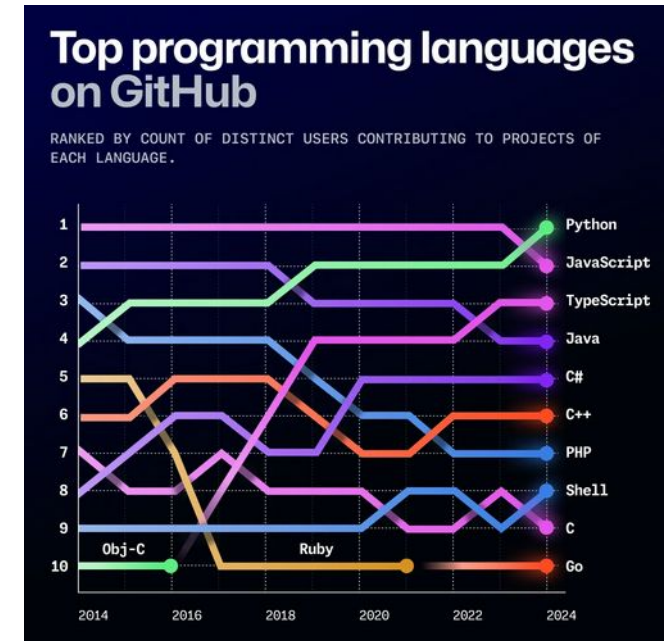 Top programming languages
on GitHub
RANKED BY COUNT OF DISTINCT USERS CONTRIBUTING TO PROJECTS OF
EACH LANGUAGE.
1 Python
2 JavaScript
3 TypeScript
4 Java
5 C#
6 C++
7 PHP
8 Shell
9 C
Obj-C Ruby
10 Go
2014 2016 2018 2020 2022 2024